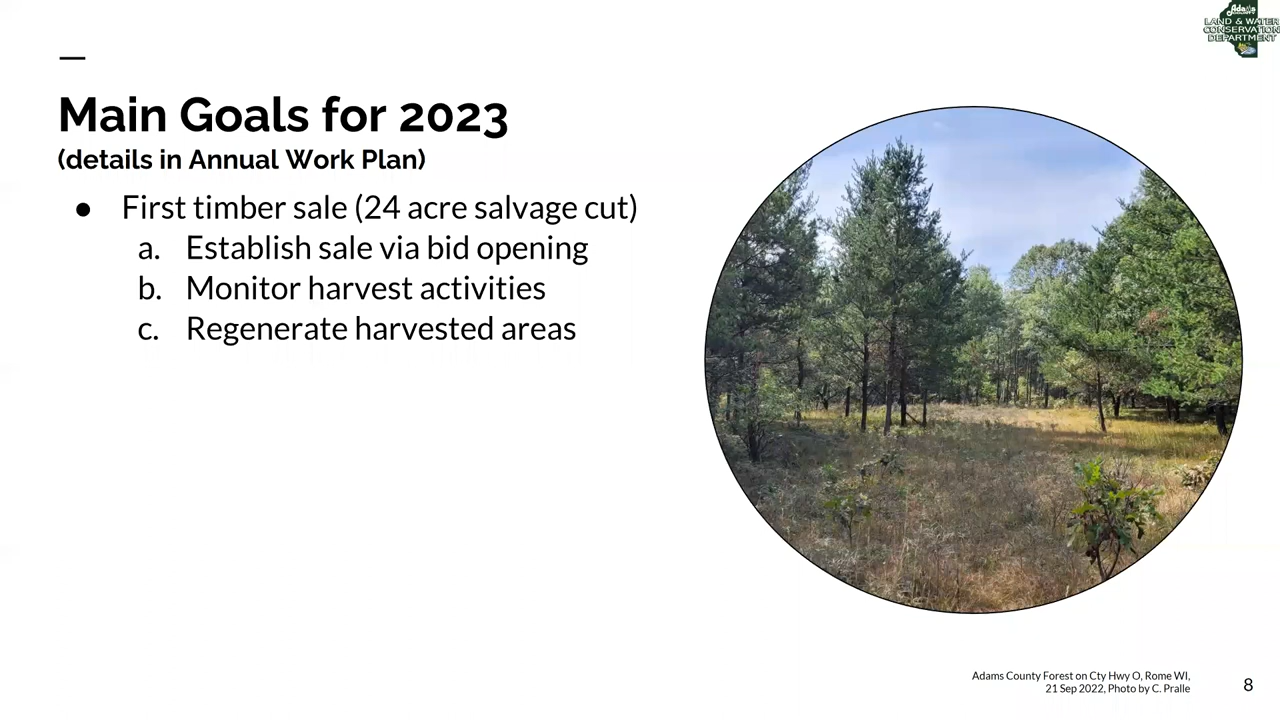 Adams
LAND & WATER
CONSERVATION
DEPARTMENT
Main Goals for 2023
(details in Annual Work Plan)
● First timber sale (24 acre salvage cut)
a. Establish sale via bid opening
b. Monitor harvest activities
c. Regenerate harvested areas
Adams County Forest on Cty Hwy O, Rome WI,
21 Sep 2022, Photo by C. Pralle
8